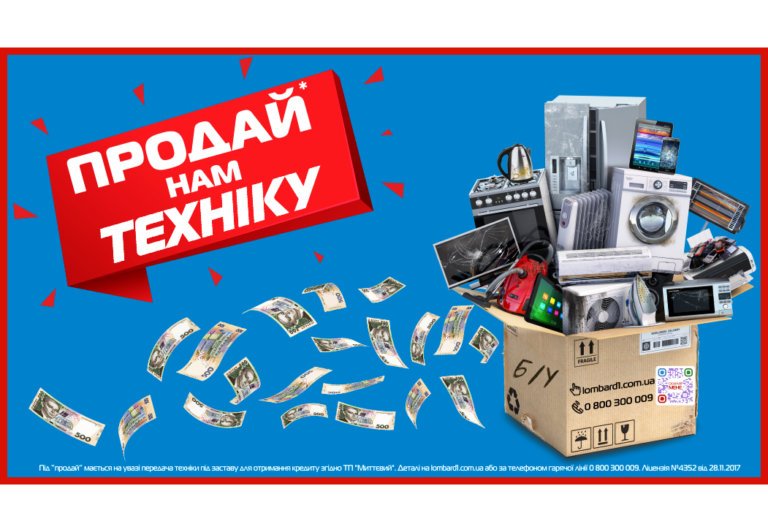 ПРОДАЙ*
НАМ
ТЕХНІКУ
FRAGILE
Б/У
lombard1.com.ua
0 800 300 009
500
500
Під "продай" мається на увазі передача техніки під заставу для отримання кредиту згідно ТП "Миттєвий". Деталі на lombard1.com.ua або за телефоном гарячої лінії 0 800 300 009. Ліцензія №4352 від 28.11.2017